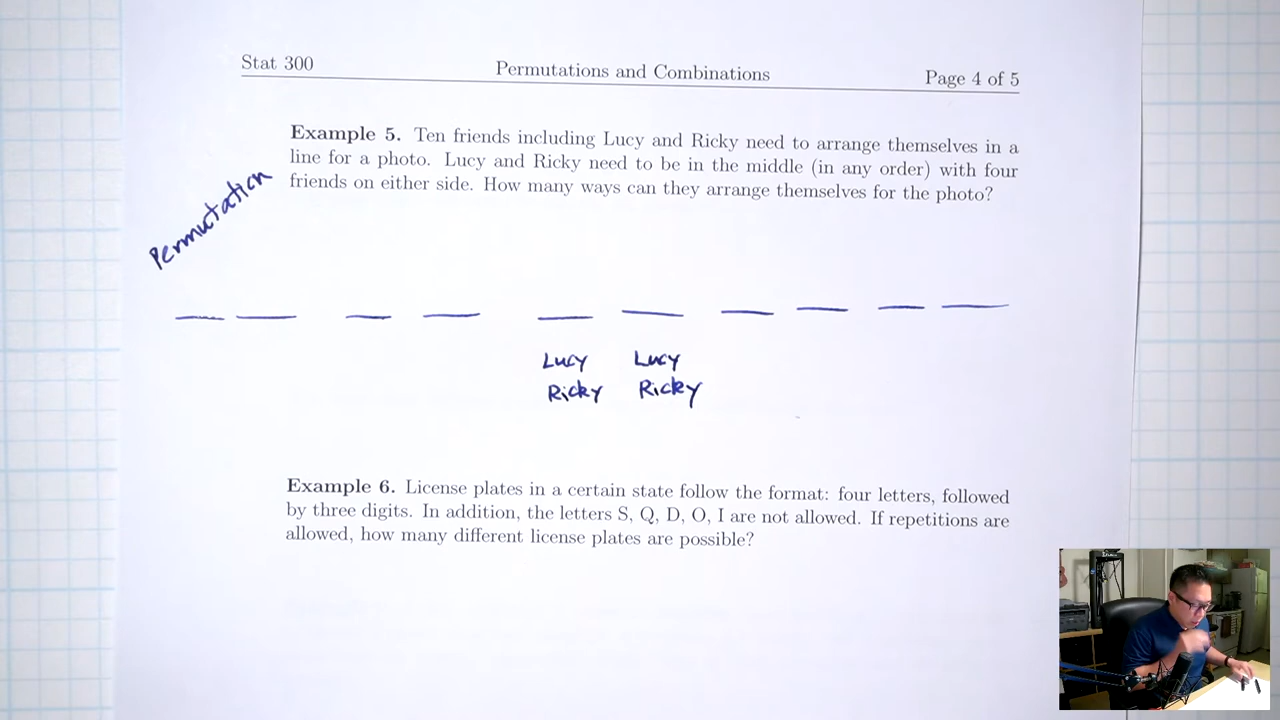 Stat 300 Permutations and Combinations Page 4 of 5
Example 5. Ten friends including Lucy and Ricky need to arrange themselves in a
line for a photo. Lucy and Ricky need to be in the middle (in any order) with four
friends on either side. How many ways can they arrange themselves for the photo?
Permutation
Lucy Lucy
Ricky Ricky
Example 6. License plates in a certain state follow the format: four letters, followed
by three digits. In addition, the letters S, Q, D, O, I are not allowed. If repetitions are
allowed, how many different license plates are possible?